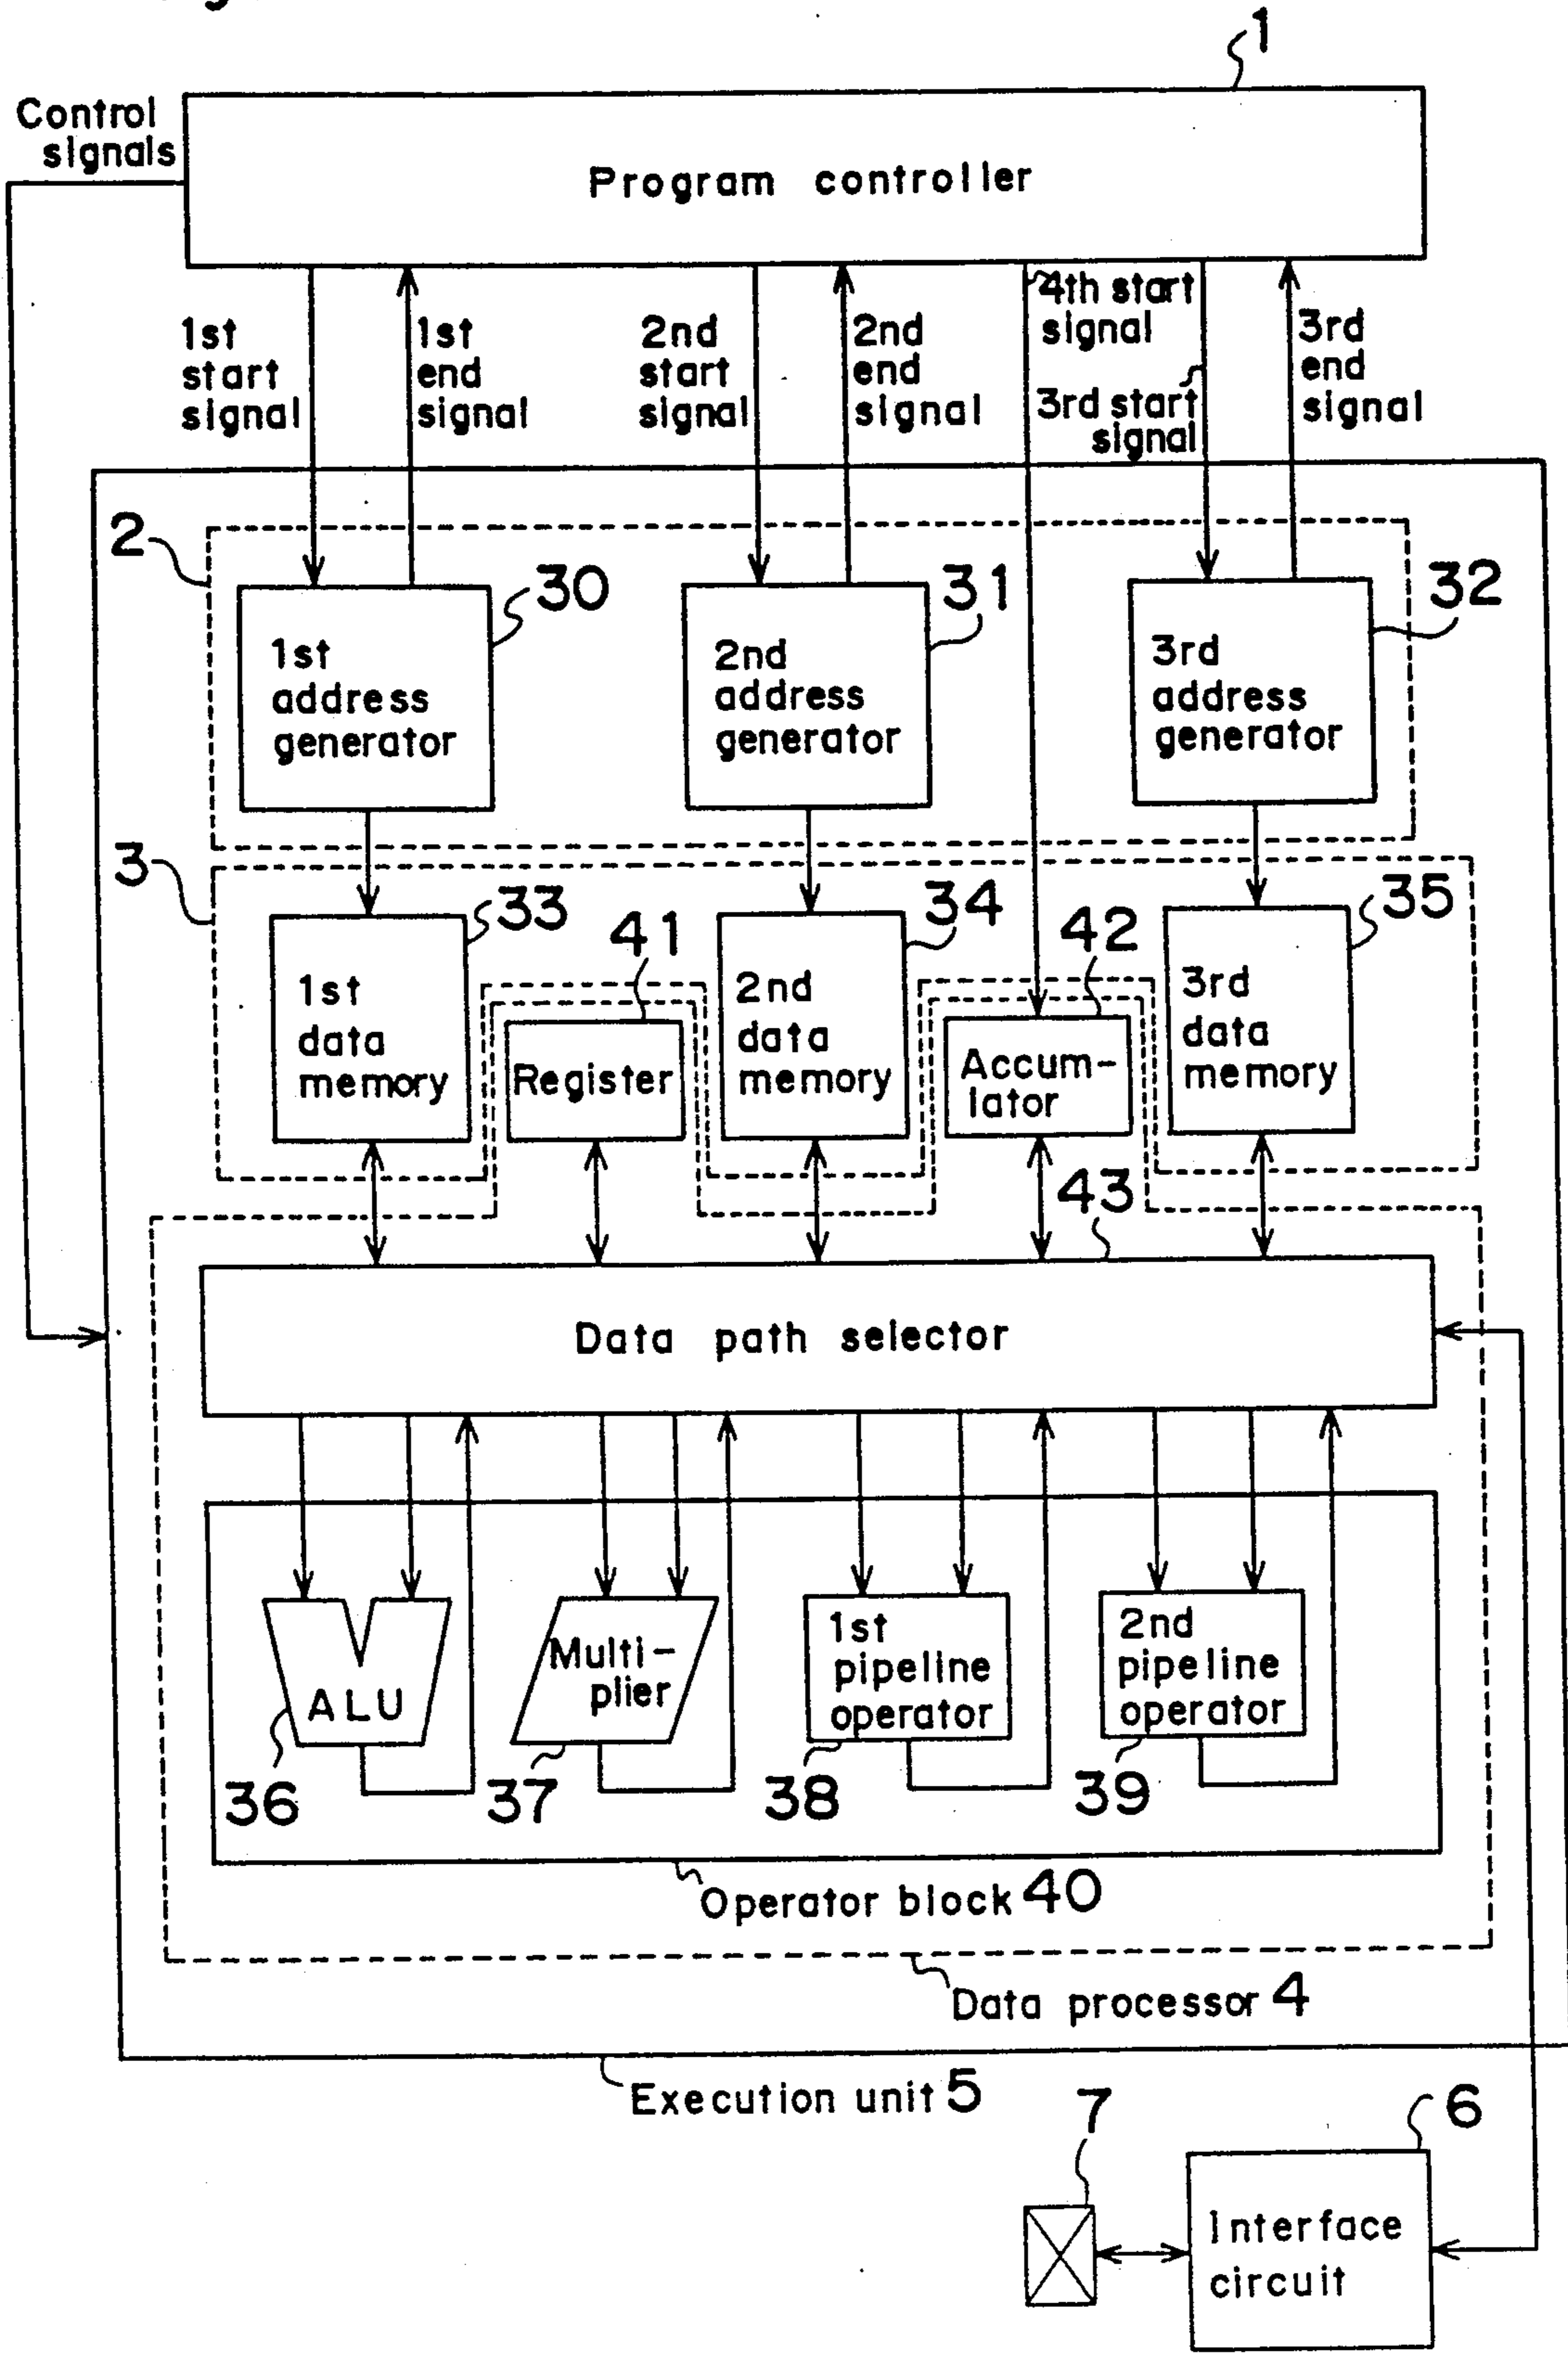 1
Control
signals
Program controller
1st
start
signal
1st
end
signal
2nd
start
signal
2nd
end
signal
4th start
signal
3rd start
signal
3rd
end
signal
2
30
31
32
1st
address
generator
2nd
address
generator
3rd
address
generator
3
33
41
34
42
35
1st
data
memory
Register
2nd
data
memory
Accum-
lator
3rd
data
memory
43
Data path selector
ALU
Multi-
plier
1st
pipeline
operator
2nd
pipeline
operator
36
37
38
39
Operator block 40
Data processor 4
Execution unit 5
7
6
Interface
circuit